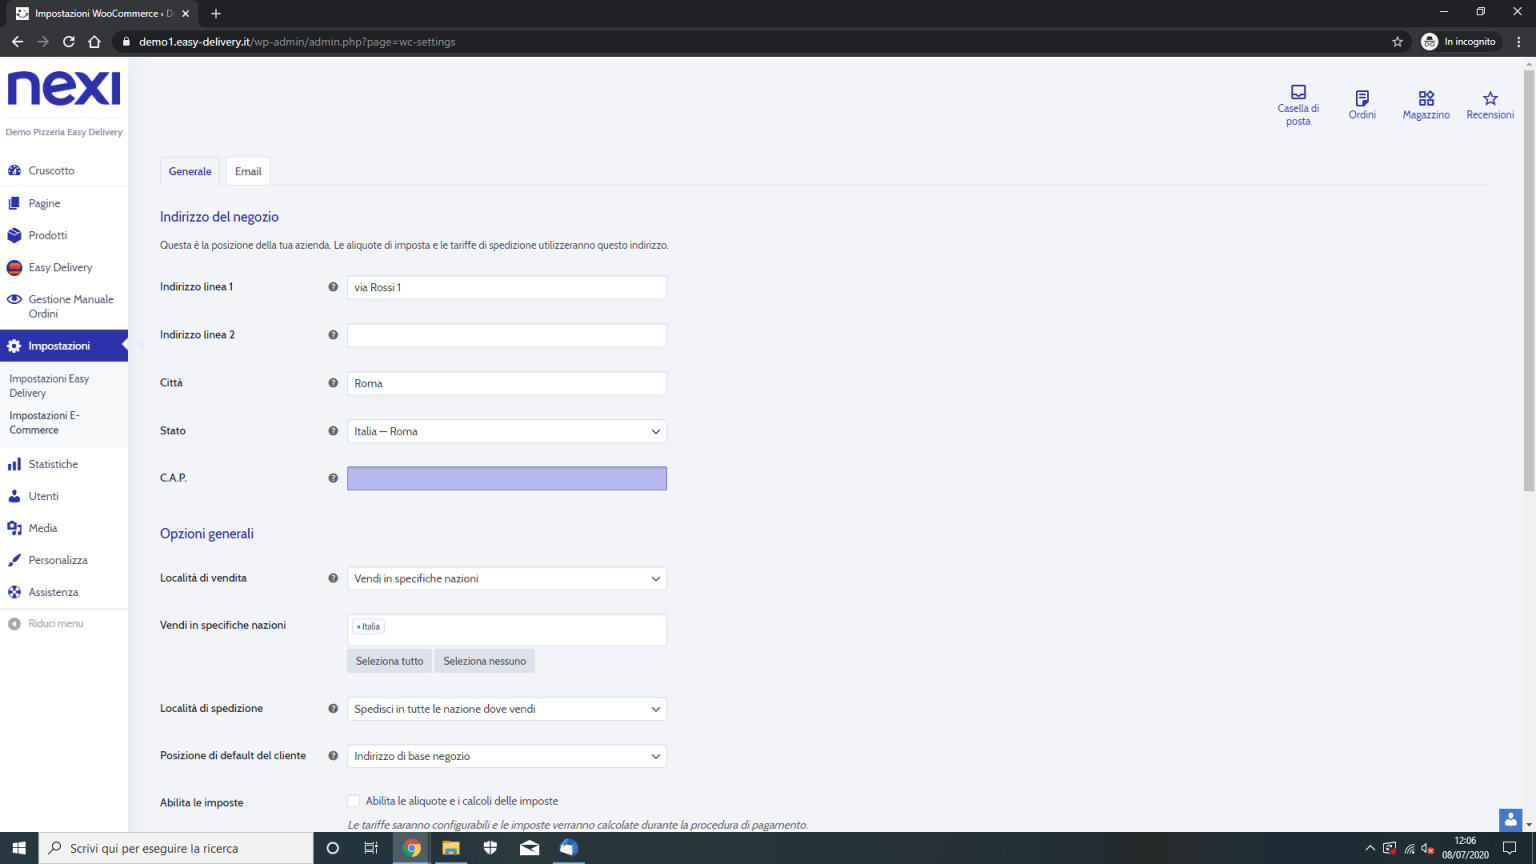 Impostazioni WooCommerce ‹ D
demo1.easy-delivery.it/wp-admin/admin.php?page=wc-settings
In incognito
nexi
Demo Pizzeria Easy Delivery
Cruscotto
Pagine
Prodotti
Easy Delivery
Gestione Manuale
Ordini
Impostazioni
Impostazioni Easy
Delivery
Impostazioni E-
Commerce
Statistiche
Utenti
Media
Personalizza
Assistenza
Riduci menu
Casella di
posta
Ordini
Magazzino
Recensioni
Generale
Email
Indirizzo del negozio
Questa è la posizione della tua azienda. Le aliquote di imposta e le tariffe di spedizione utilizzeranno questo indirizzo.
Indirizzo linea 1
via Rossi 1
Indirizzo linea 2
Città
Roma
Stato
Italia — Roma
C.A.P.
Opzioni generali
Località di vendita
Vendi in specifiche nazioni
Vendi in specifiche nazioni
× Italia
Seleziona tutto
Seleziona nessuno
Località di spedizione
Spedisci in tutte le nazione dove vendi
Posizione di default del cliente
Indirizzo di base negozio
Abilita le imposte
Abilita le aliquote e i calcoli delle imposte
Le tariffe saranno configurabili e le imposte verranno calcolate durante la procedura di pagamento.
Scrivi qui per eseguire la ricerca
12:06
08/07/2020